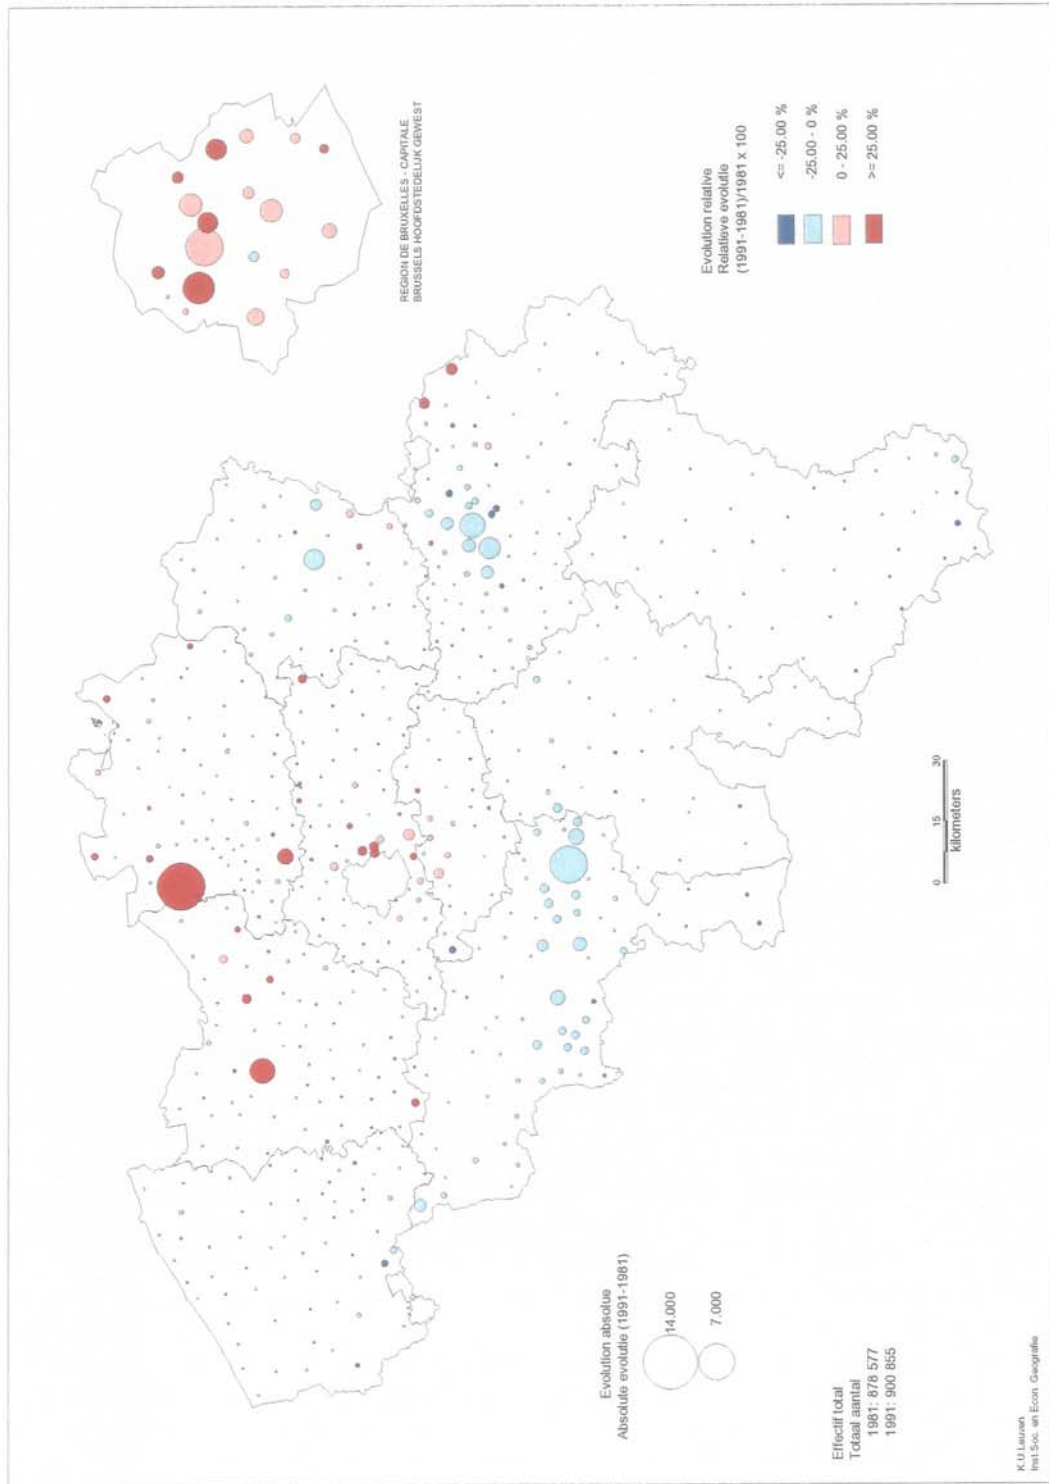 REGION DE BRUXELLES - CAPITALE
BRUSSELS HOOFDSTEDELIJK GEWEST
Evolution relative
Relatieve evolutie
(1991-1981)/1981 x 100
<= -25.00 %
-25.00 - 0 %
0 - 25.00 %
>= 25.00 %
Evolution absolue
Absolute evolutie (1991-1981)
14.000
7.000
0 15 30
kilometers
Effectif total
Totaal aantal
1981: 878 577
1991: 900 855
K.U.Leuven
Inst.Soc. en Econ. Geografie